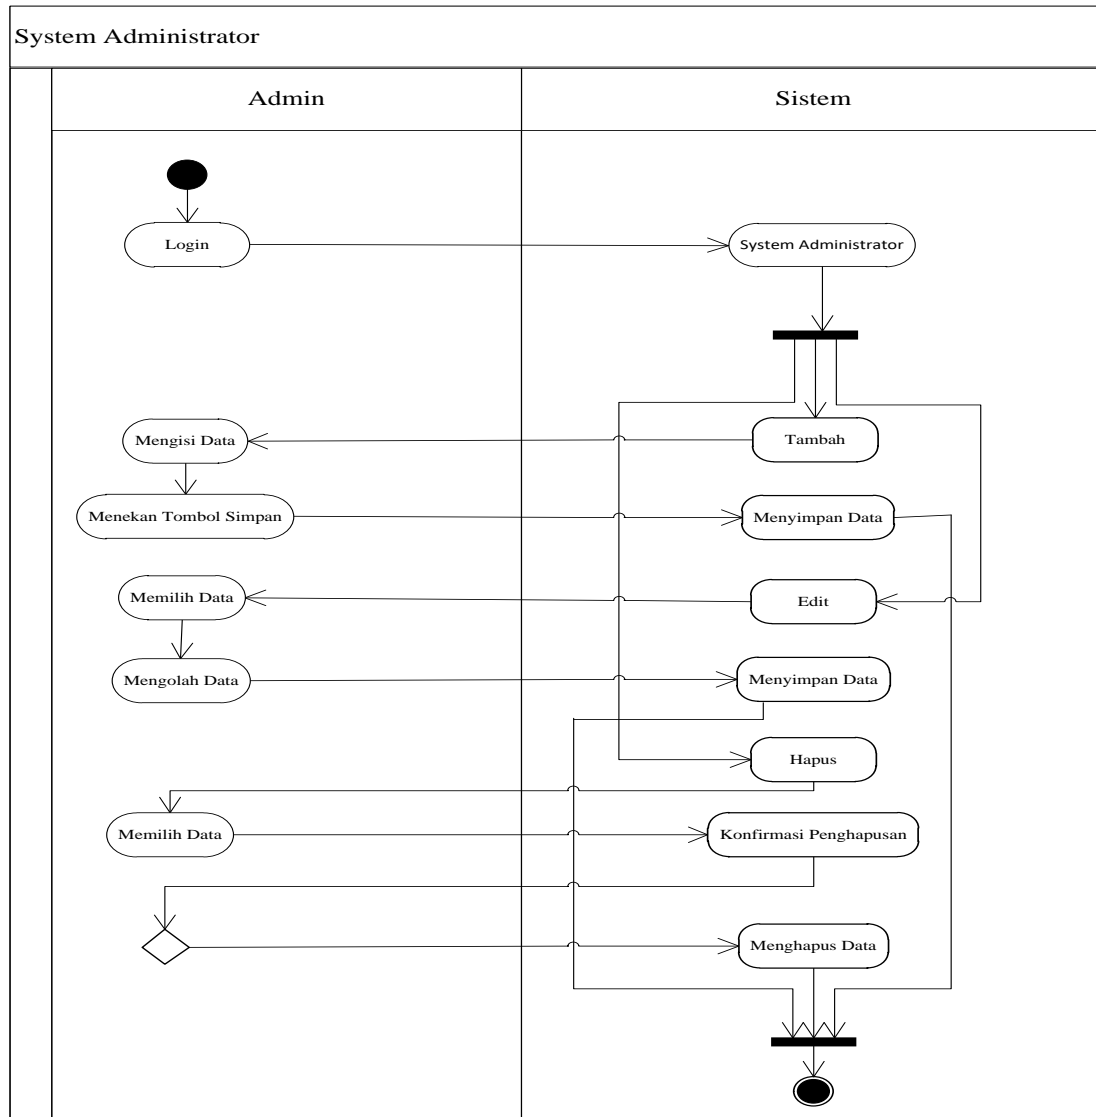 System Administrator
Admin
Sistem
Login
System Administrator
Mengisi Data
Tambah
Menekan Tombol Simpan
Menyimpan Data
Memilih Data
Edit
Mengolah Data
Menyimpan Data
Hapus
Memilih Data
Konfirmasi Penghapusan
Menghapus Data